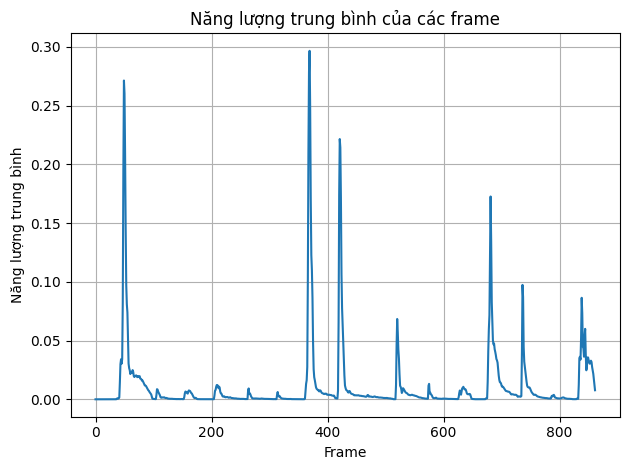 Năng lượng trung bình của các frame
0.30
0.25
0.20
0.15
0.10
0.05
0.00
Năng lượng trung bình
0 200 400 600 800
Frame